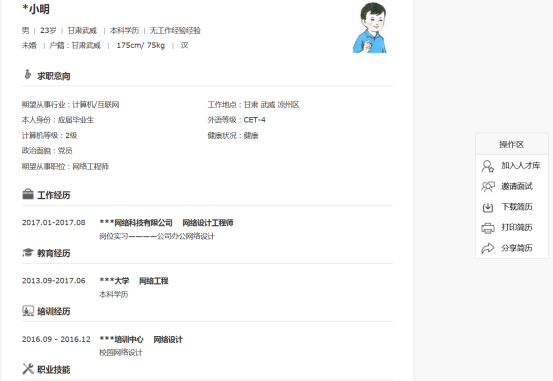 *小明
男 | 23岁 | 甘肃武威 | 本科学历 | 无工作经验经验
未婚 | 户籍：甘肃武威 | 175cm/ 75kg | 汉
求职意向
期望从事行业：计算机/互联网 工作地点：甘肃 武威 凉州区
本人身份：应届毕业生 外语等级：CET-4
计算机等级：2级 健康状况：健康
政治面貌：党员
期望从事职位：网络工程师
工作经历
2017.01-2017.08 ***网络科技有限公司 网络设计工程师
岗位实习————公司办公网络设计
教育经历
2013.09-2017.06 ***大学 网络工程
本科学历
培训经历
2016.09 - 2016.12 ***培训中心 网络设计
校园网络设计
职业技能
操作区
加入人才库
邀请面试
下载简历
打印简历
分享简历